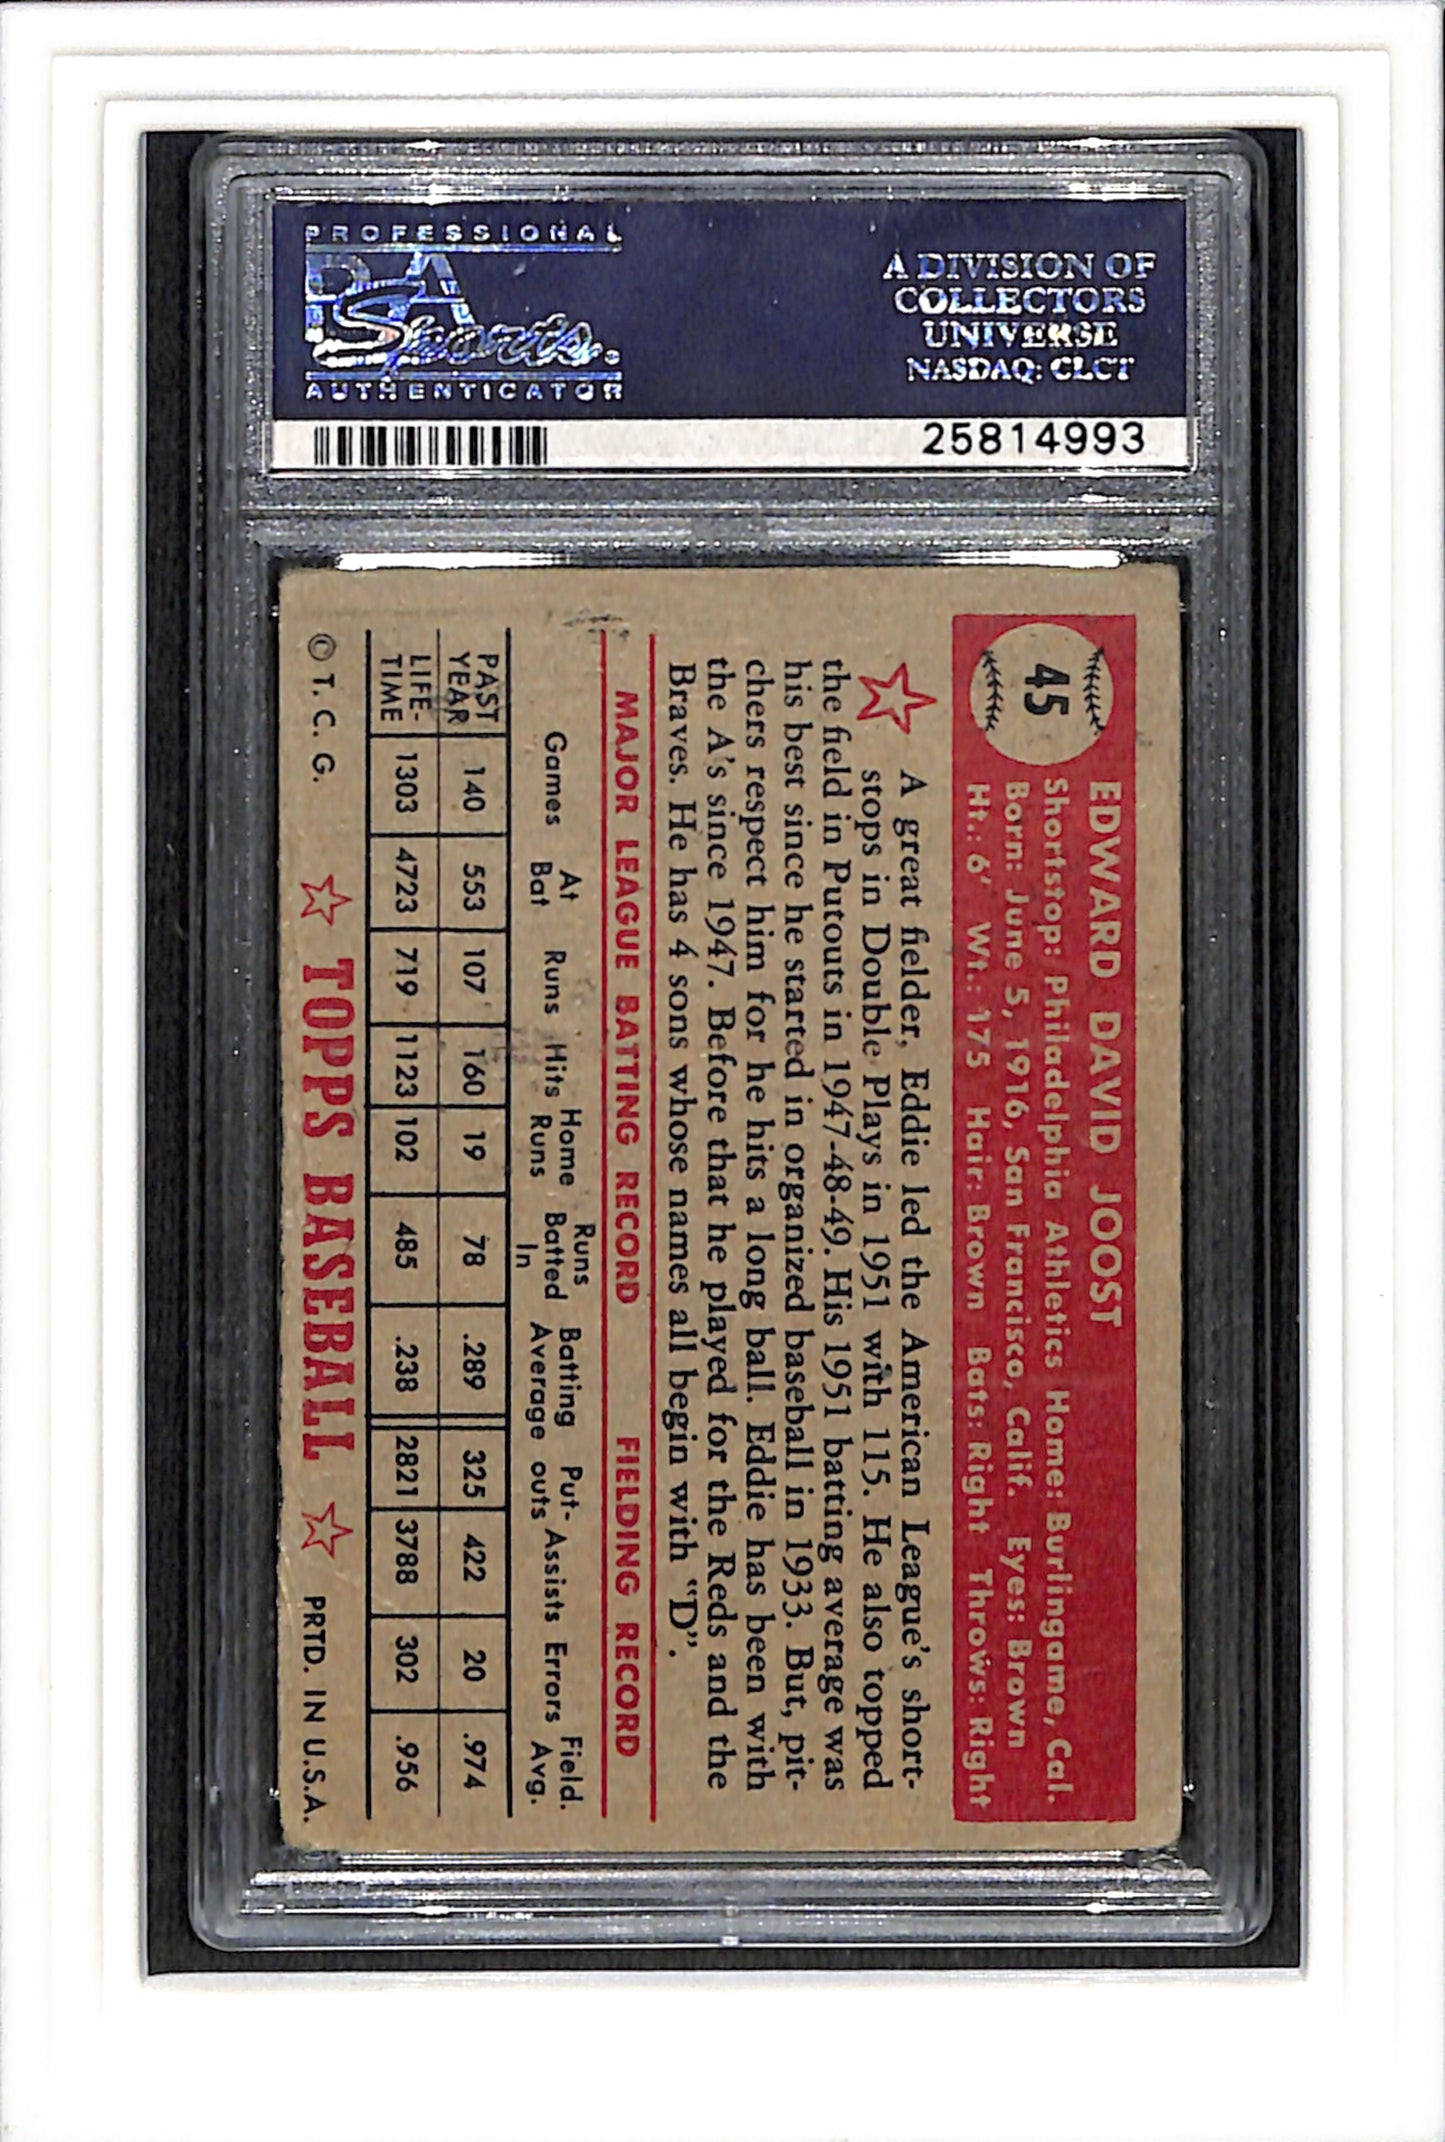 PROFESSIONAL
PSA
Sports
AUTHENTICATOR
A DIVISION OF
COLLECTORS
UNIVERSE
NASDAQ: CLCT
25814993
45
EDWARD DAVID JOOST
Shortstop: Philadelphia Athletics Home: Burlingame, Cal.
Born: June 5, 1916, San Francisco, Calif. Eyes: Brown
Ht.: 6' Wt.: 175 Hair: Brown Bats: Right Throws: Right
A great fielder, Eddie led the American League's short-
stops in Double Plays in 1951 with 115. He also topped
the field in Putouts in 1947-48-49. His 1951 batting average was
his best since he started in organized baseball in 1933. But, pit-
chers respect him for he hits a long ball. Eddie has been with
the A's since 1947. Before that he played for the Reds and the
Braves. He has 4 sons whose names all begin with "D".
MAJOR LEAGUE BATTING RECORD FIELDING RECORD
Games At Bat Runs Hits Home Runs Runs Batted In Batting Average Put-outs Assists Errors Field. Avg.
PAST YEAR 140 553 107 160 19 78 .289 325 422 20 .974
LIFE-TIME 1303 4723 719 1123 102 485 .238 2821 3788 302 .956
© T. C. G. ☆ TOPPS BASEBALL ☆ PRTD. IN U.S.A.